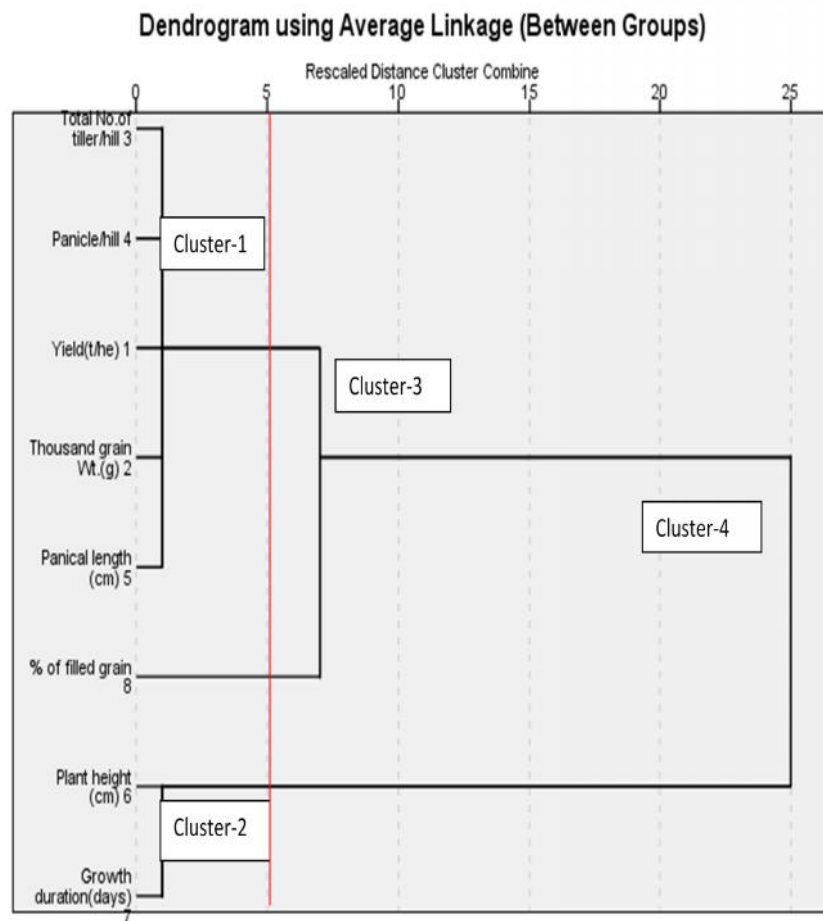 Dendrogram using Average Linkage (Between Groups)
Rescaled Distance Cluster Combine
0 5 10 15 20 25
Total No.of
tiller/hill 3
Panicle/hill 4
Cluster-1
Yield(t/he) 1
Cluster-3
Thousand grain
Wt.(g) 2
Cluster-4
Panical length
(cm) 5
% of filled grain
8
Plant height
(cm) 6
Cluster-2
Growth
duration(days)
7